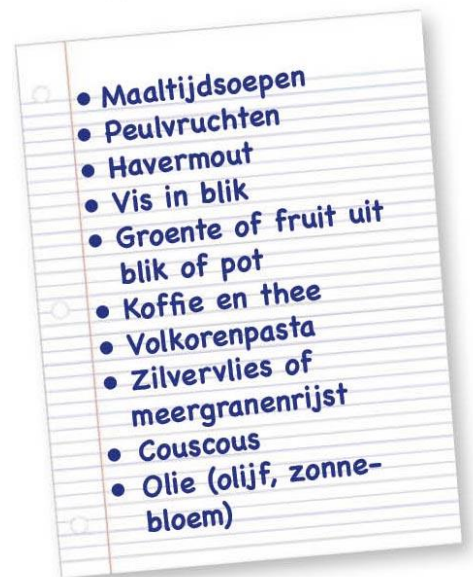 • Maaltijdsoepen
• Peulvruchten
• Havermout
• Vis in blik
• Groente of fruit uit
blik of pot
• Koffie en thee
• Volkorenpasta
• Zilvervlies of
meergranenrijst
• Couscous
• Olie (olijf, zonne-
bloem)